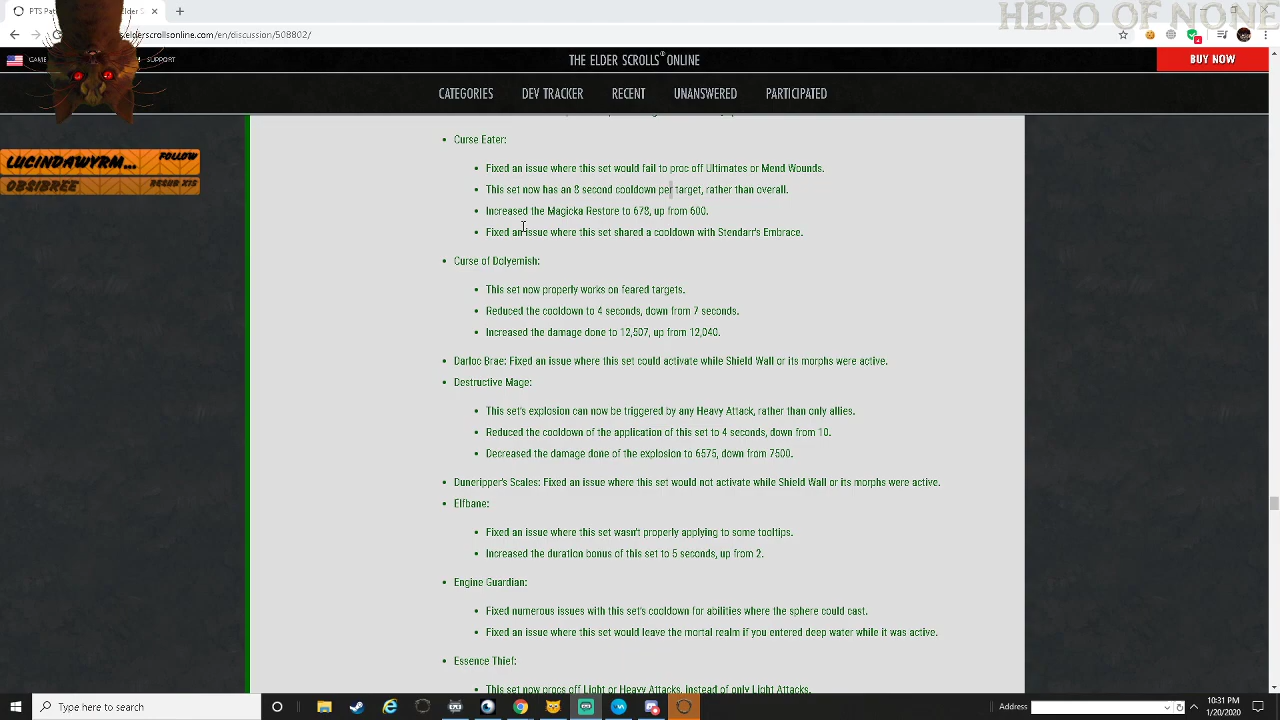 PTS Pat
Elder S
HERO OF NONE
elderscrollsonline.com/en/discussion/508802/
GAME
SUPPORT
THE ELDER SCROLLS® ONLINE
BUY NOW
CATEGORIES DEV TRACKER RECENT UNANSWERED PARTICIPATED
LUCINDAWYRM... FOLLOW
OBSIBREE RESUB X15
Curse Eater:
Fixed an issue where this set would fail to proc off Ultimates or Mend Wounds.
This set now has an 8 second cooldown per target, rather than overall.
Increased the Magicka Restore to 678, up from 600.
Fixed an issue where this set shared a cooldown with Stendarr's Embrace.
Curse of Dolyemish:
This set now properly works on feared targets.
Reduced the cooldown to 4 seconds, down from 7 seconds.
Increased the damage done to 12,507, up from 12,040.
Darloc Brae: Fixed an issue where this set could activate while Shield Wall or its morphs were active.
Destructive Mage:
This set's explosion can now be triggered by any Heavy Attack, rather than only allies.
Reduced the cooldown of the application of this set to 4 seconds, down from 10.
Decreased the damage done of the explosion to 6575, down from 7500.
Duneripper's Scales: Fixed an issue where this set would not activate while Shield Wall or its morphs were active.
Elfbane:
Fixed an issue where this set wasn't properly applying to some tooltips.
Increased the duration bonus of this set to 5 seconds, up from 2.
Engine Guardian:
Fixed numerous issues with this set's cooldown for abilities where the sphere could cast.
Fixed an issue where this set would leave the mortal realm if you entered deep water while it was active.
Essence Thief:
This set now procs off Light or Heavy Attacks, instead of only Light Attacks.
Type here to search
Address
10:31 PM
1/20/2020